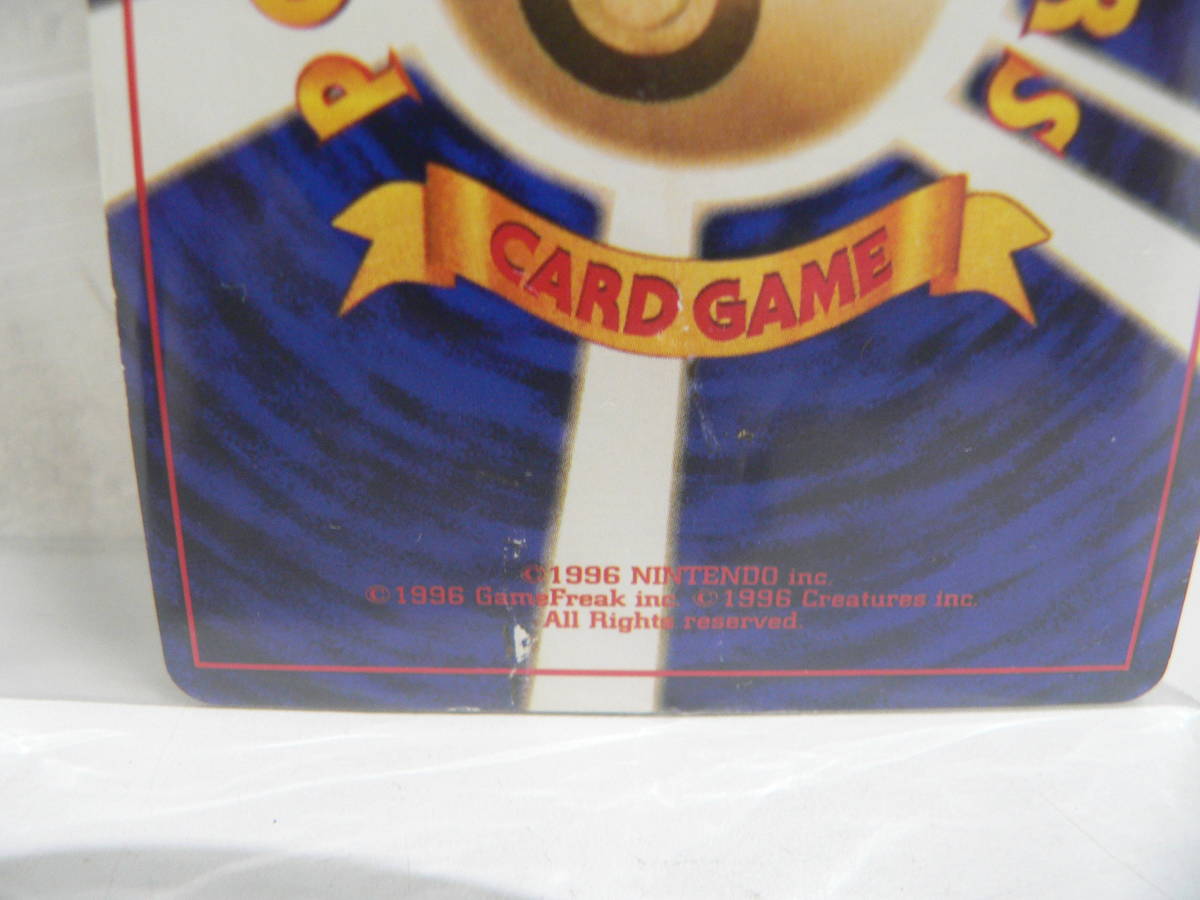 CARD GAME
©1996 NINTENDO inc.
©1996 GameFreak inc. ©1996 Creatures inc.
All Rights reserved.